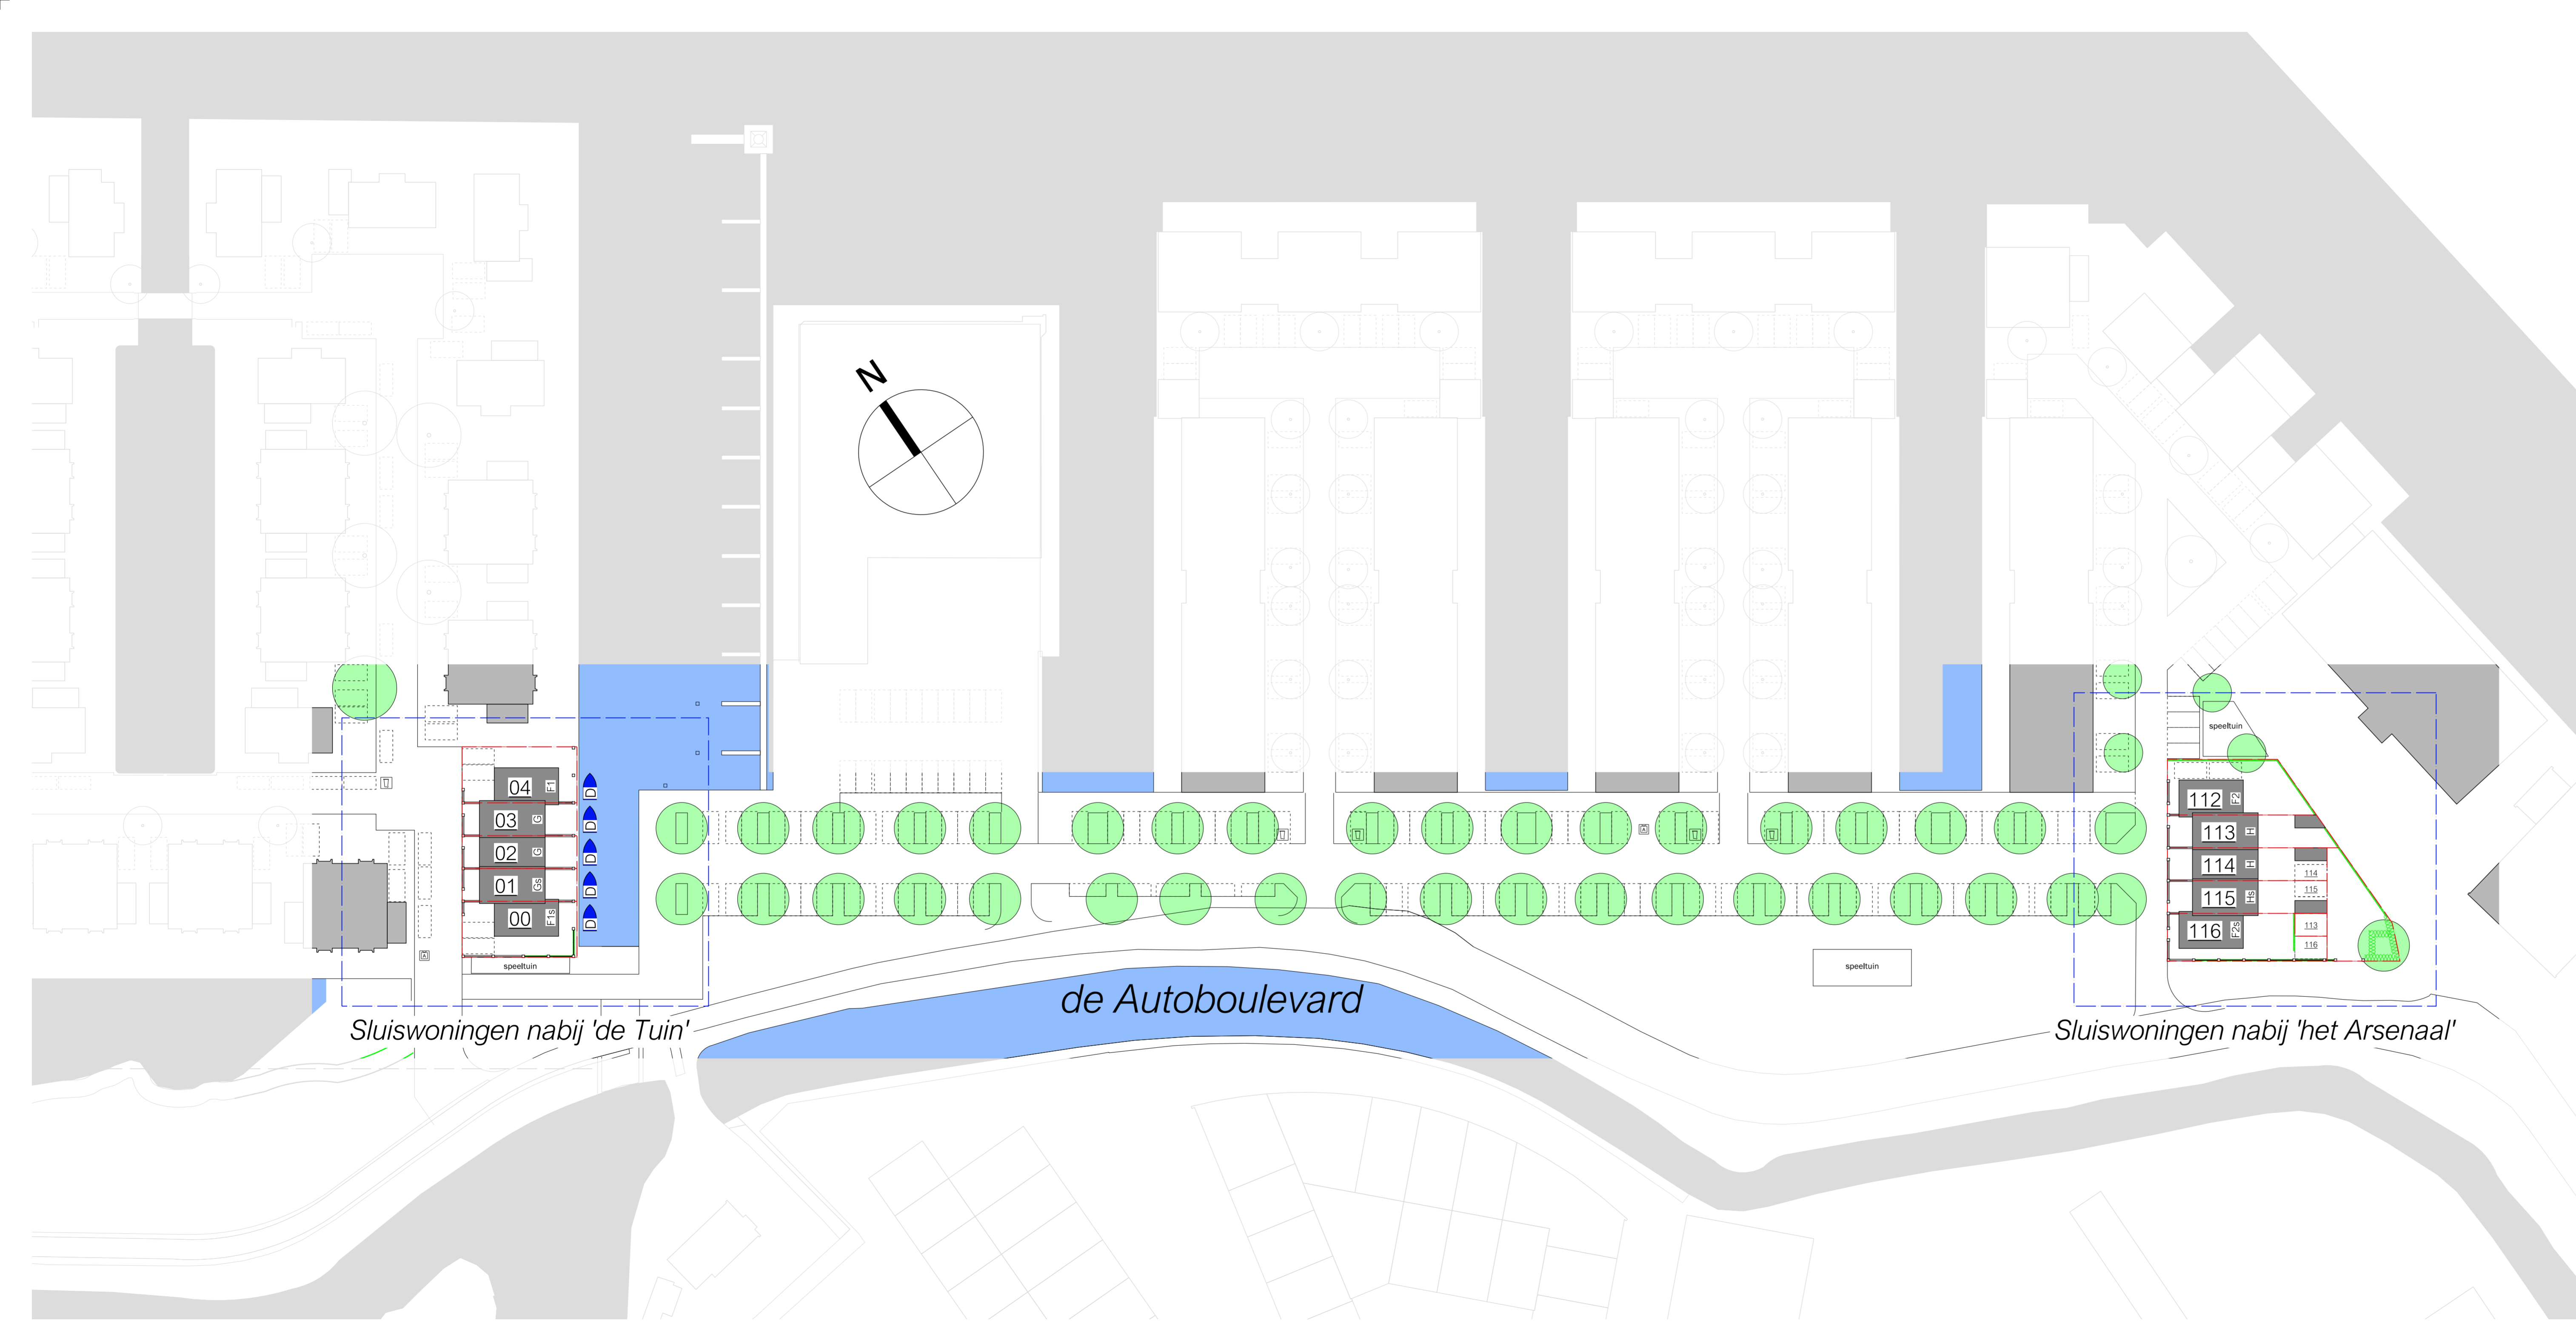 N
speeltuin
04 F1 D
03 G D
02 G D
01 Gs D
00 F1s D
speeltuin
112 F2
113 H
114 H
114
115
115 Hs
116 F2s
113
116
speeltuin
de Autoboulevard
Sluiswoningen nabij 'de Tuin'
Sluiswoningen nabij 'het Arsenaal'